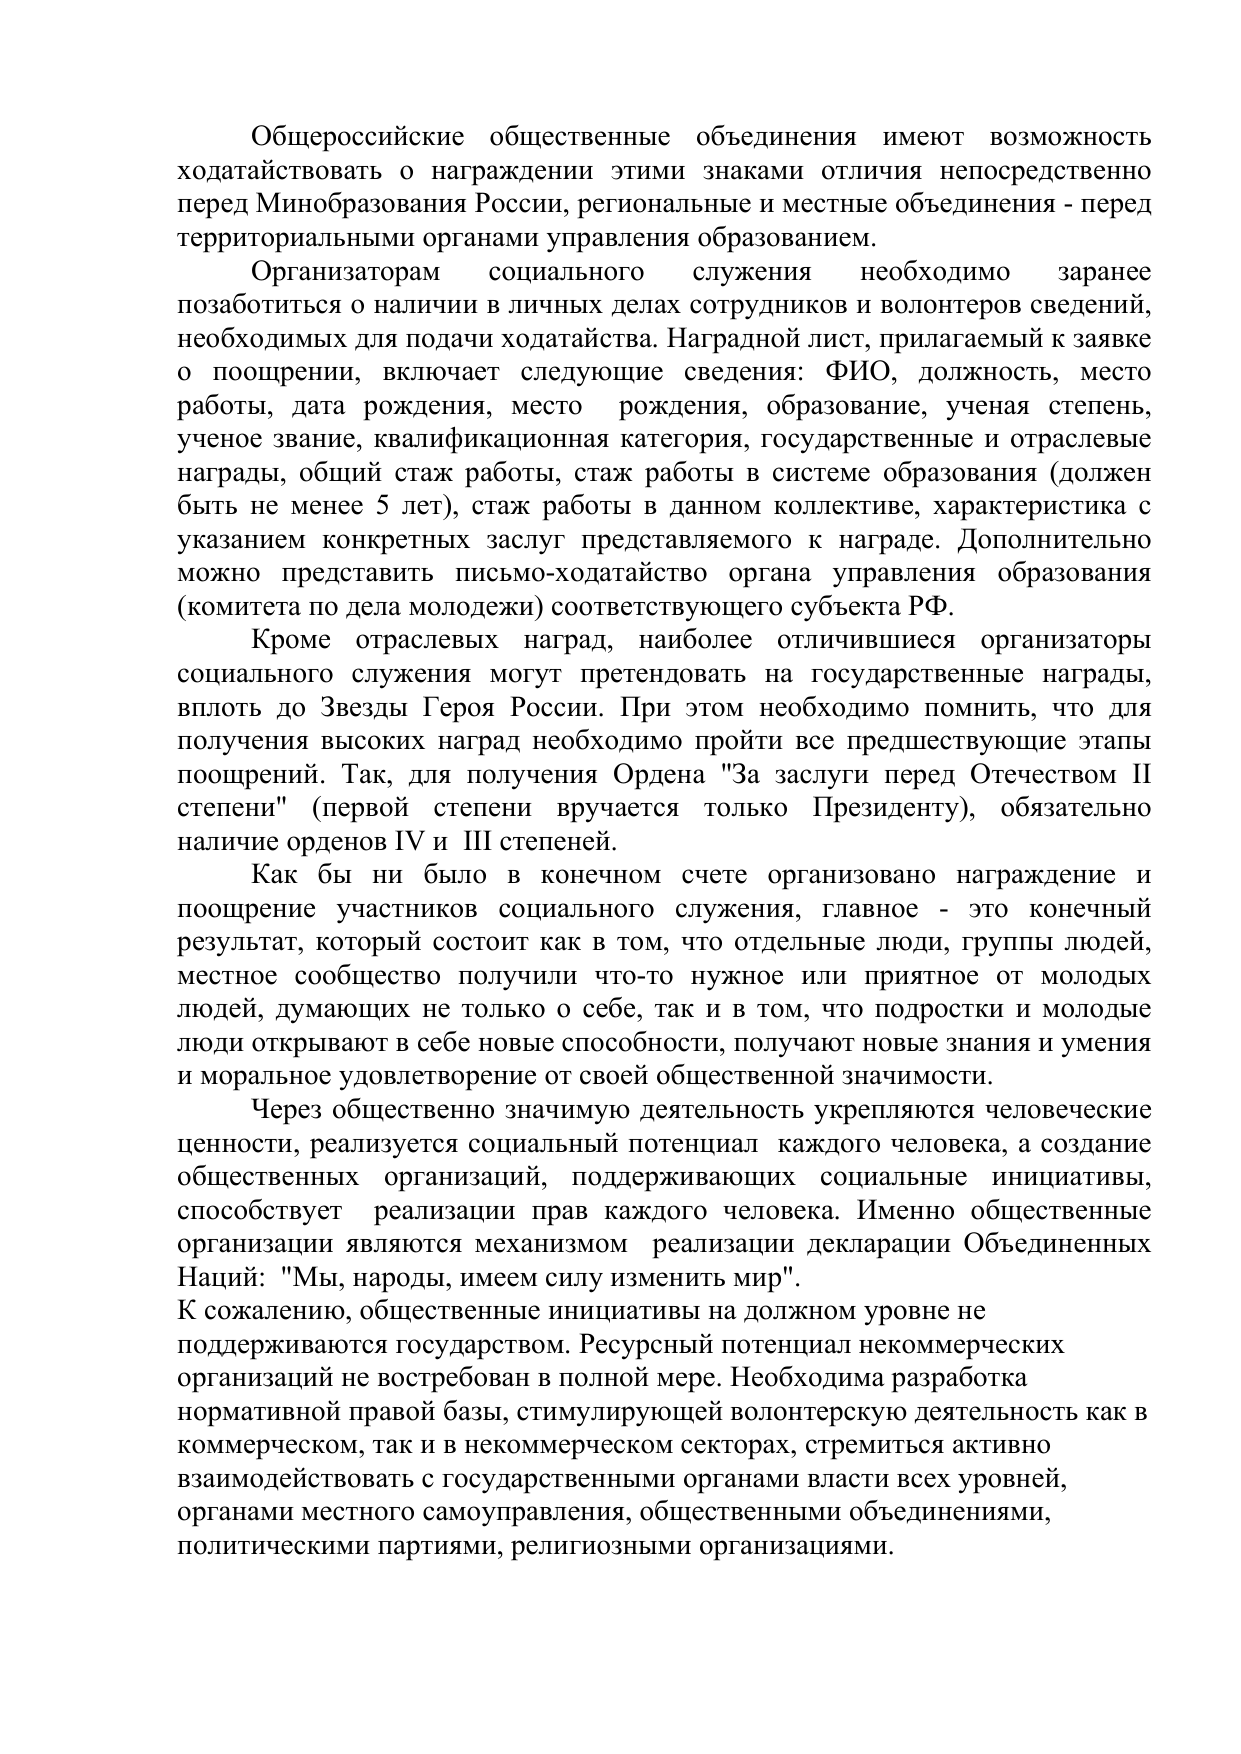 Общероссийские общественные объединения имеют возможность
ходатайствовать о награждении этими знаками отличия непосредственно
перед Минобразования России, региональные и местные объединения - перед
территориальными органами управления образованием.
Организаторам социального служения необходимо заранее
позаботиться о наличии в личных делах сотрудников и волонтеров сведений,
необходимых для подачи ходатайства. Наградной лист, прилагаемый к заявке
о поощрении, включает следующие сведения: ФИО, должность, место
работы, дата рождения, место рождения, образование, ученая степень,
ученое звание, квалификационная категория, государственные и отраслевые
награды, общий стаж работы, стаж работы в системе образования (должен
быть не менее 5 лет), стаж работы в данном коллективе, характеристика с
указанием конкретных заслуг представляемого к награде. Дополнительно
можно представить письмо-ходатайство органа управления образования
(комитета по дела молодежи) соответствующего субъекта РФ.
Кроме отраслевых наград, наиболее отличившиеся организаторы
социального служения могут претендовать на государственные награды,
вплоть до Звезды Героя России. При этом необходимо помнить, что для
получения высоких наград необходимо пройти все предшествующие этапы
поощрений. Так, для получения Ордена "За заслуги перед Отечеством II
степени" (первой степени вручается только Президенту), обязательно
наличие орденов IV и III степеней.
Как бы ни было в конечном счете организовано награждение и
поощрение участников социального служения, главное - это конечный
результат, который состоит как в том, что отдельные люди, группы людей,
местное сообщество получили что-то нужное или приятное от молодых
людей, думающих не только о себе, так и в том, что подростки и молодые
люди открывают в себе новые способности, получают новые знания и умения
и моральное удовлетворение от своей общественной значимости.
Через общественно значимую деятельность укрепляются человеческие
ценности, реализуется социальный потенциал каждого человека, а создание
общественных организаций, поддерживающих социальные инициативы,
способствует реализации прав каждого человека. Именно общественные
организации являются механизмом реализации декларации Объединенных
Наций: "Мы, народы, имеем силу изменить мир".
К сожалению, общественные инициативы на должном уровне не
поддерживаются государством. Ресурсный потенциал некоммерческих
организаций не востребован в полной мере. Необходима разработка
нормативной правой базы, стимулирующей волонтерскую деятельность как в
коммерческом, так и в некоммерческом секторах, стремиться активно
взаимодействовать с государственными органами власти всех уровней,
органами местного самоуправления, общественными объединениями,
политическими партиями, религиозными организациями.